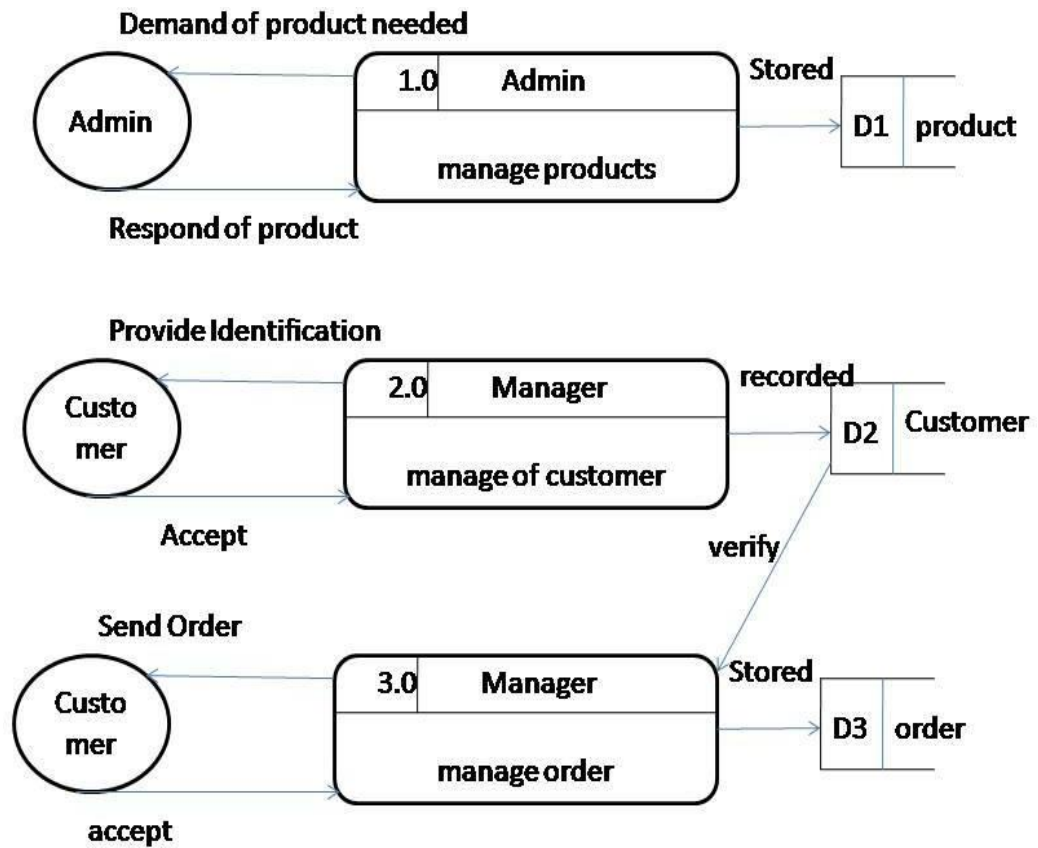 Demand of product needed
Admin
1.0 Admin
manage products
Stored
D1 product
Respond of product
Provide Identification
Custo
mer
2.0 Manager
manage of customer
recorded
D2 Customer
Accept
verify
Send Order
Custo
mer
3.0 Manager
manage order
Stored
D3 order
accept